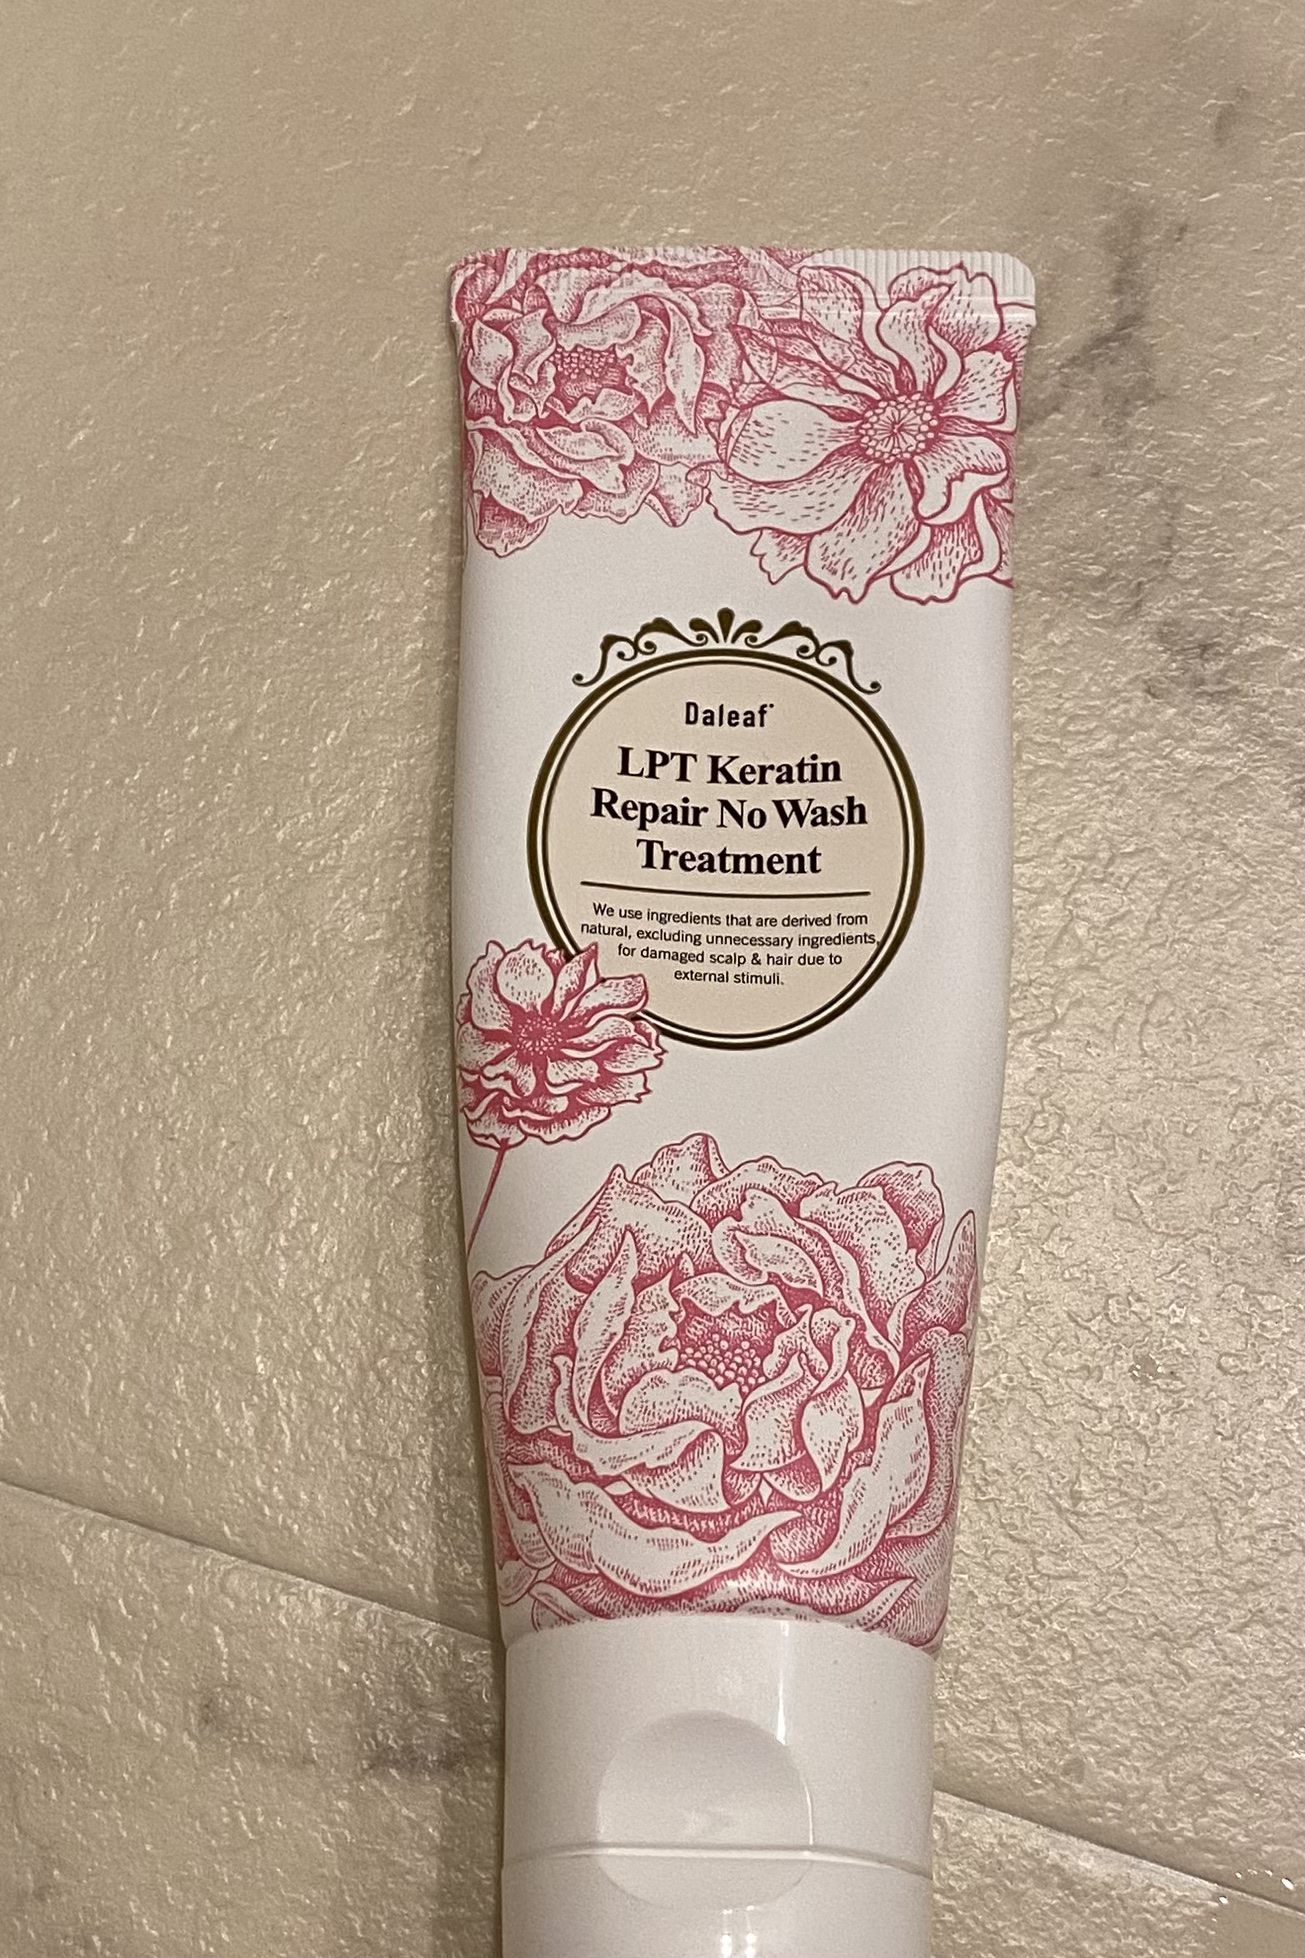 Daleaf
LPT Keratin
Repair No Wash
Treatment
We use ingredients that are derived from
natural, excluding unnecessary ingredients,
for damaged scalp & hair due to
external stimuli.